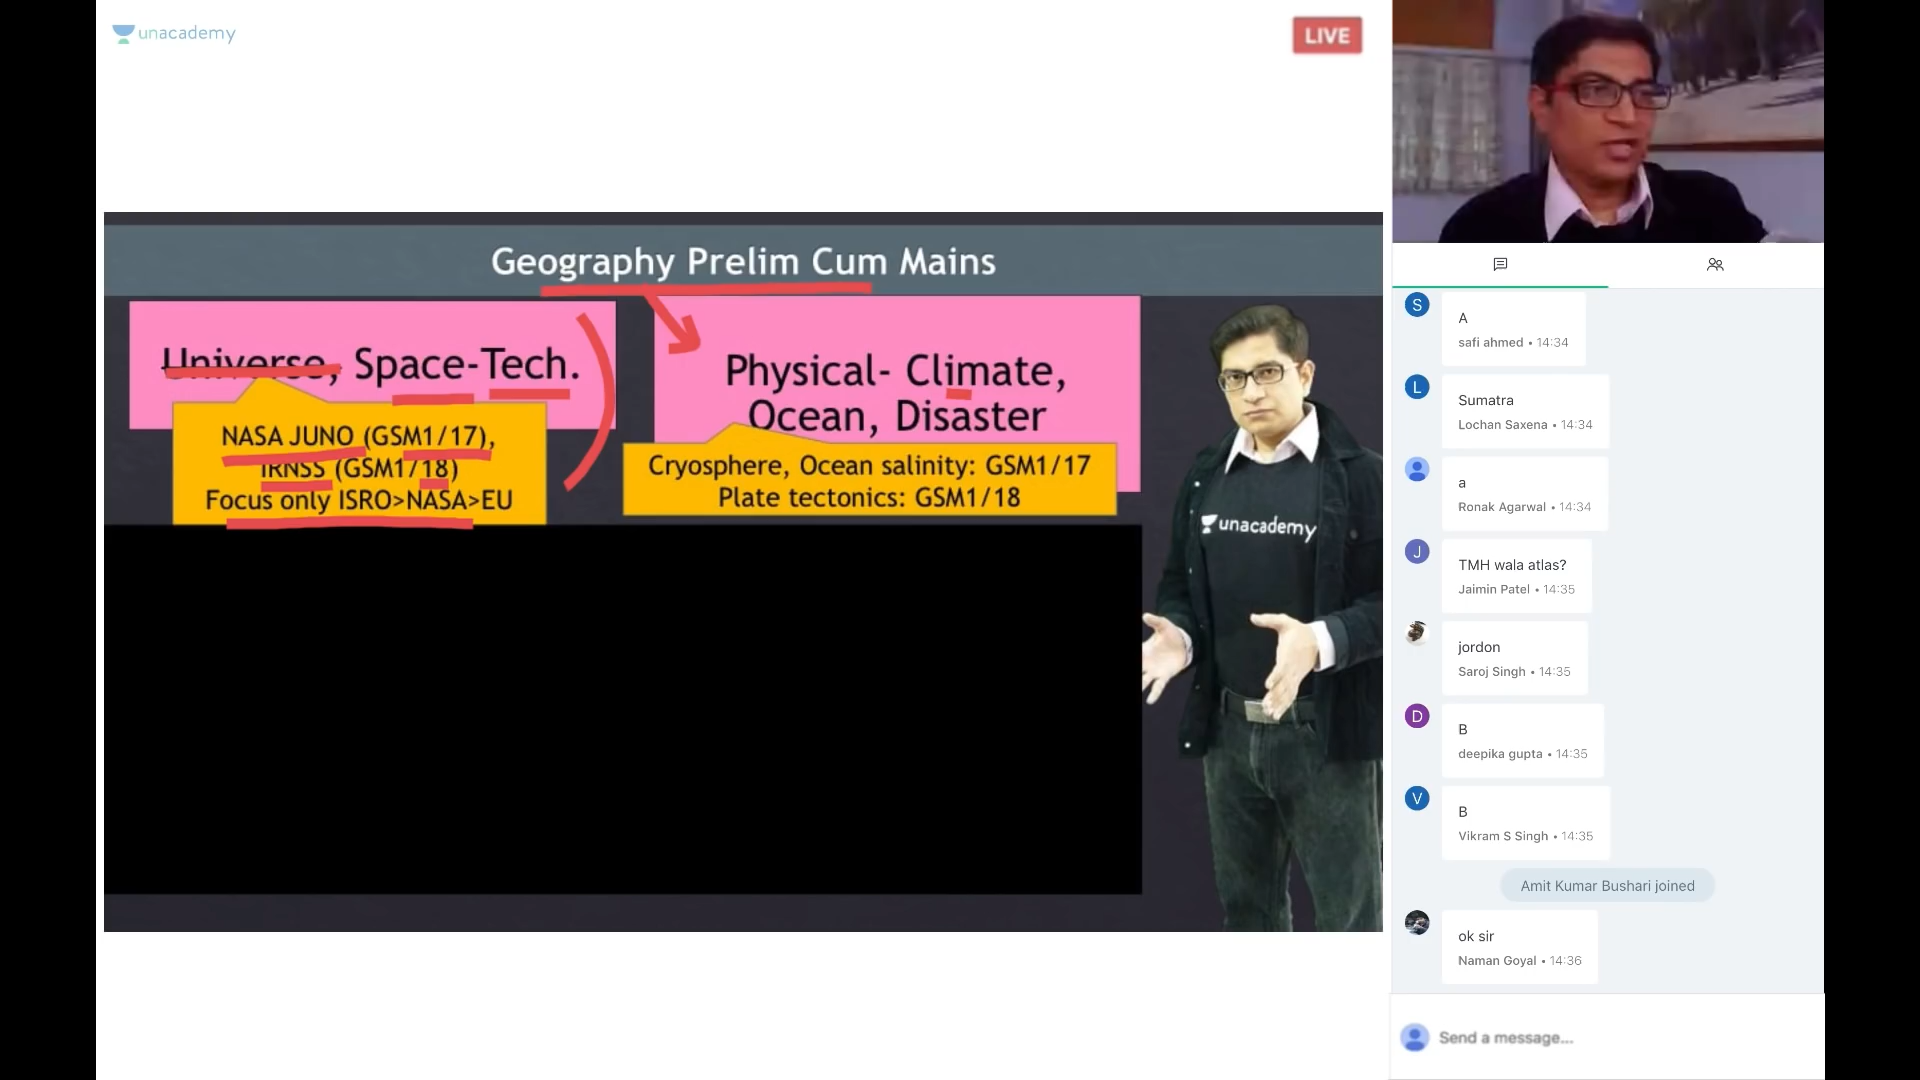 unacademy
LIVE
Geography Prelim Cum Mains
Universe, Space-Tech.
NASA JUNO (GSM1/17),
IRNSS (GSM1/18)
Focus only ISRO>NASA>EU
Physical- Climate,
Ocean, Disaster
Cryosphere, Ocean salinity: GSM1/17
Plate tectonics: GSM1/18
unacademy
S
A
safi ahmed • 14:34
L
Sumatra
Lochan Saxena • 14:34
a
Ronak Agarwal • 14:34
J
TMH wala atlas?
Jaimin Patel • 14:35
jordon
Saroj Singh • 14:35
D
B
deepika gupta • 14:35
V
B
Vikram S Singh • 14:35
Amit Kumar Bushari joined
ok sir
Naman Goyal • 14:36
Send a message...